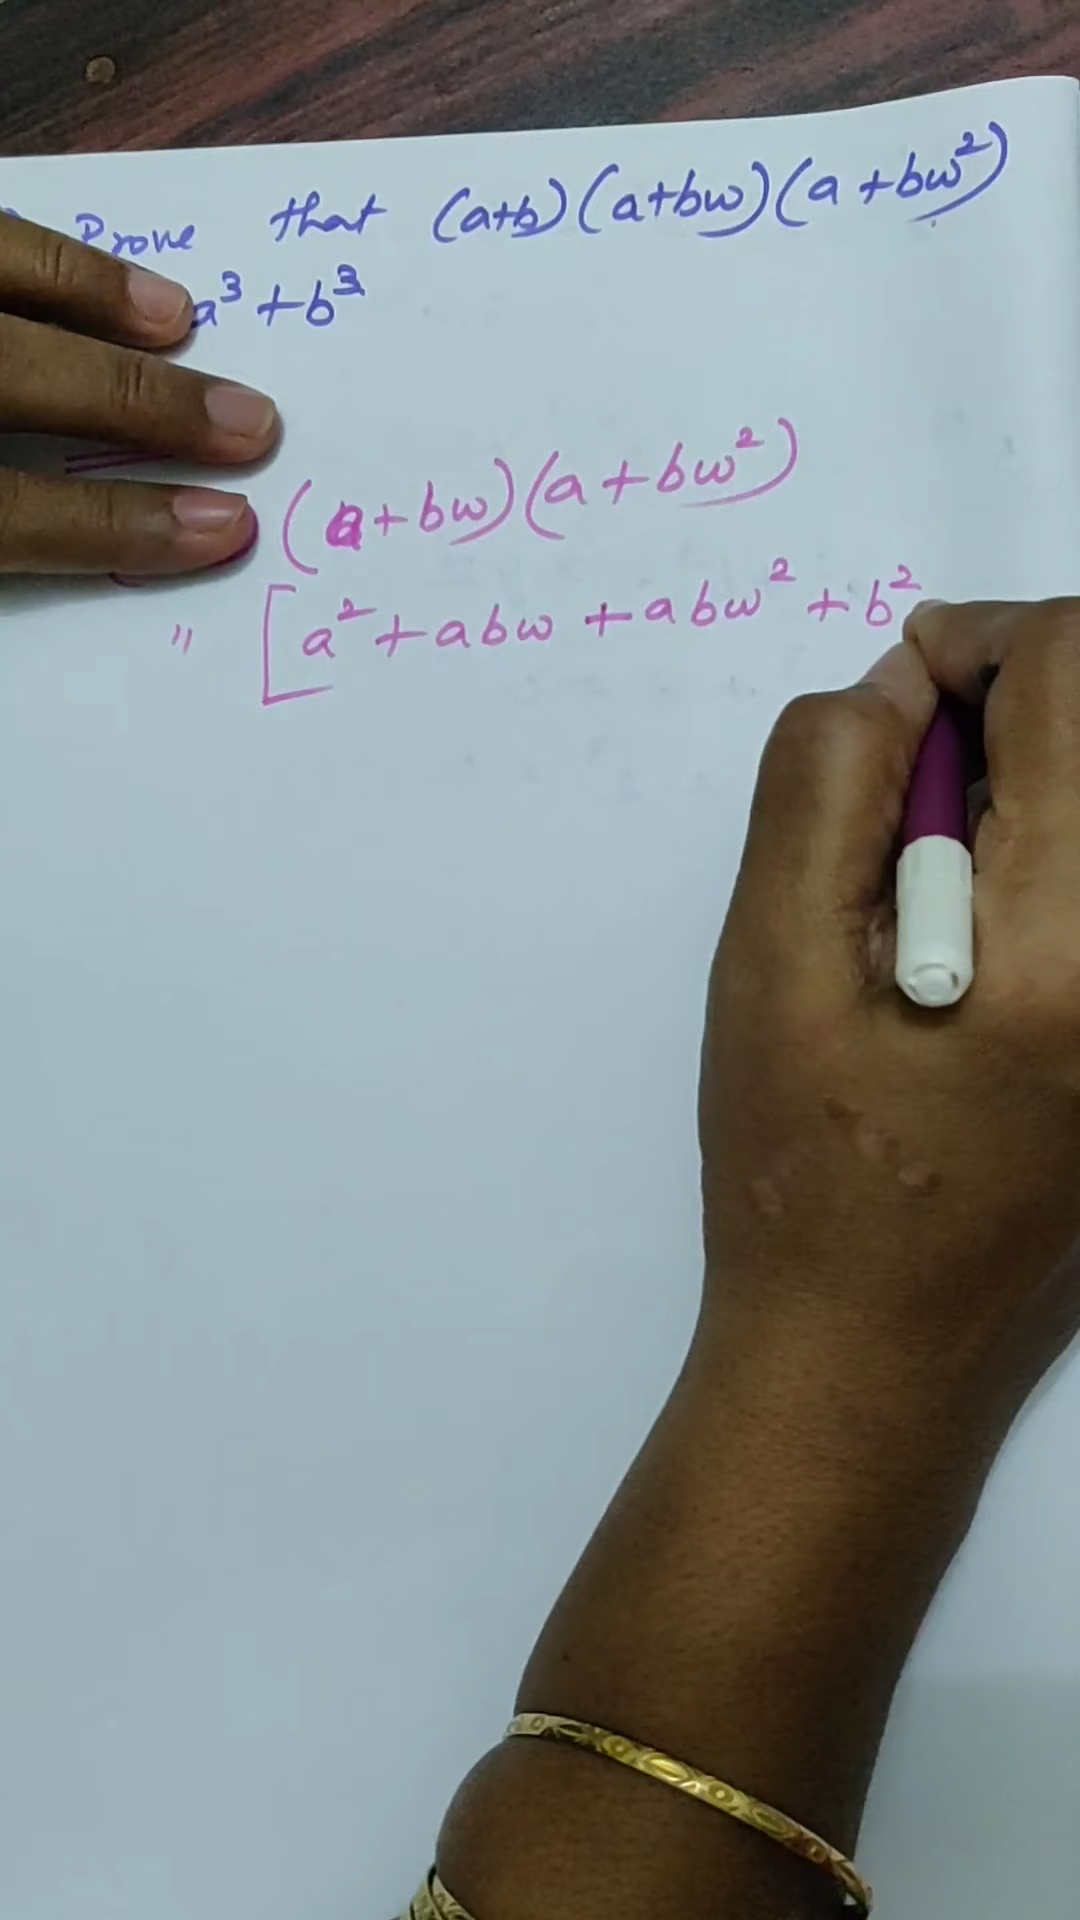 Prove that (a+b)(a+bω)(a+bω²)
a³+b³
(a+bω)(a+bω²)
" [a²+abω+abω²+b²